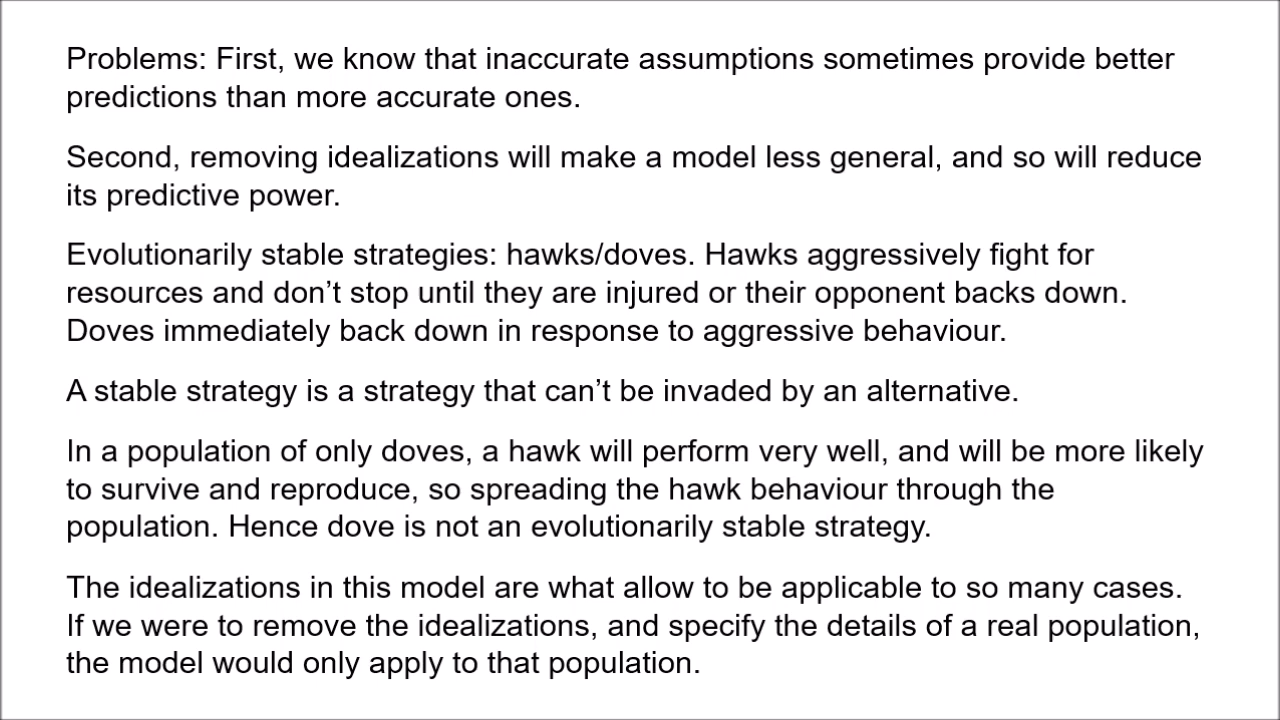 Problems: First, we know that inaccurate assumptions sometimes provide better
predictions than more accurate ones.
Second, removing idealizations will make a model less general, and so will reduce
its predictive power.
Evolutionarily stable strategies: hawks/doves. Hawks aggressively fight for
resources and don’t stop until they are injured or their opponent backs down.
Doves immediately back down in response to aggressive behaviour.
A stable strategy is a strategy that can’t be invaded by an alternative.
In a population of only doves, a hawk will perform very well, and will be more likely
to survive and reproduce, so spreading the hawk behaviour through the
population. Hence dove is not an evolutionarily stable strategy.
The idealizations in this model are what allow to be applicable to so many cases.
If we were to remove the idealizations, and specify the details of a real population,
the model would only apply to that population.